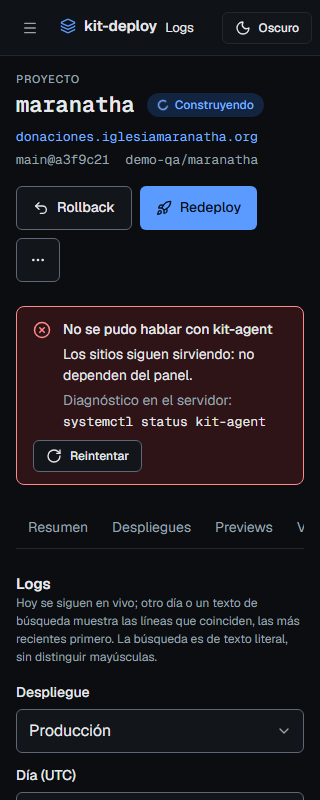 kit-deploy Logs Oscuro
PROYECTO
maranatha Construyendo
donaciones.iglesiamaranatha.org
main@a3f9c21 demo-qa/maranatha
Rollback Redeploy
...
No se pudo hablar con kit-agent
Los sitios siguen sirviendo: no
dependen del panel.
Diagnóstico en el servidor:
systemctl status kit-agent
Reintentar
Resumen Despliegues Previews V
Logs
Hoy se siguen en vivo; otro día o un texto de
búsqueda muestra las líneas que coinciden, las más
recientes primero. La búsqueda es de texto literal,
sin distinguir mayúsculas.
Despliegue
Producción
Día (UTC)